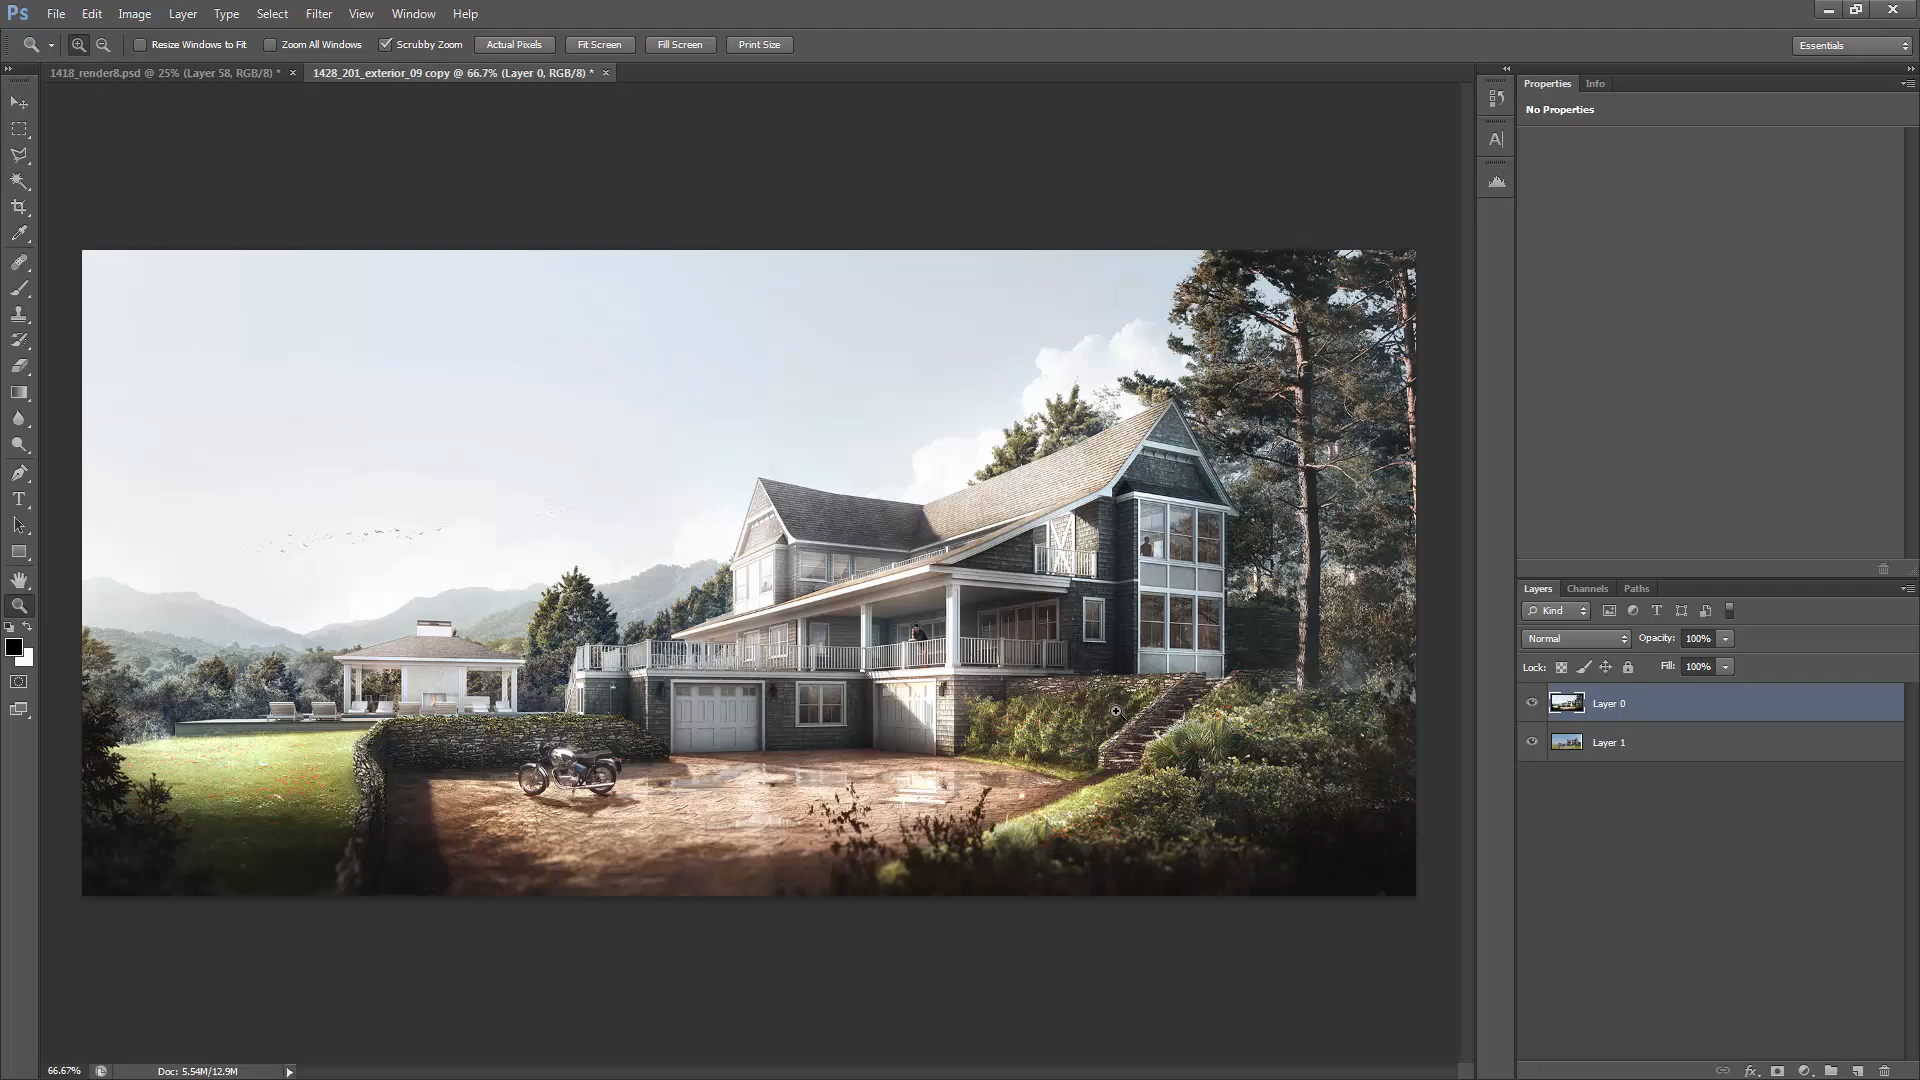 Ps File Edit Image Layer Type Select Filter View Window Help
Resize Windows to Fit Zoom All Windows Scrubby Zoom Actual Pixels Fit Screen Fill Screen Print Size Essentials
1418_render8.psd @ 25% (Layer 58, RGB/8) * 1428_201_exterior_09 copy @ 66.7% (Layer 0, RGB/8) *
Properties Info
No Properties
Layers Channels Paths
Kind
Normal Opacity: 100%
Lock: Fill: 100%
Layer 0
Layer 1
66.67% Doc: 5.54M/12.9M